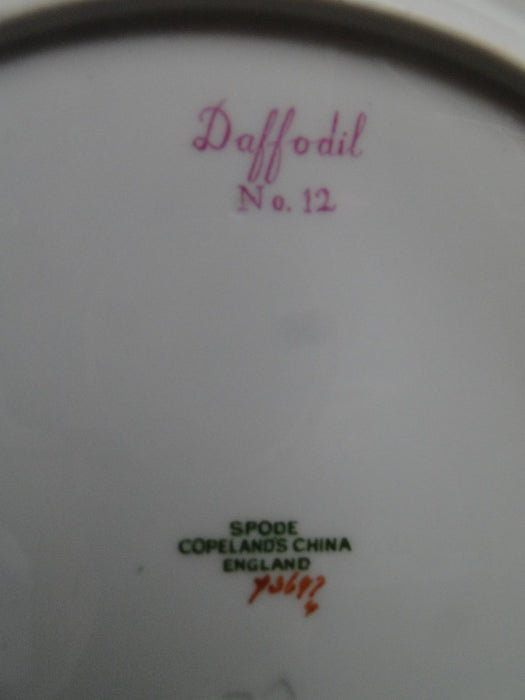 Daffodil
No. 12
SPODE
COPELAND'S CHINA
ENGLAND